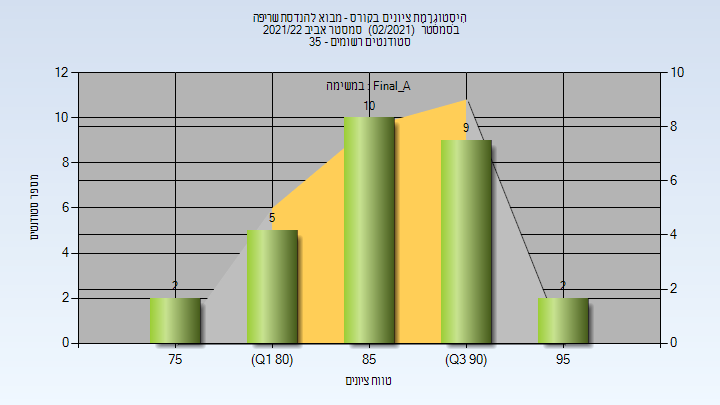 היסטוגרמת ציונים בקורס - מבוא להנדסת שריפה
בסמסטר (02/2021) סמסטר אביב 2021/22
סטודנטים רשומים - 35
במשימה : Final_A
12
10
8
6
4
2
0
10
8
6
4
2
0
2
5
10
9
2
75
(Q1 80)
85
(Q3 90)
95
מספר סטודנטים
טווח ציונים